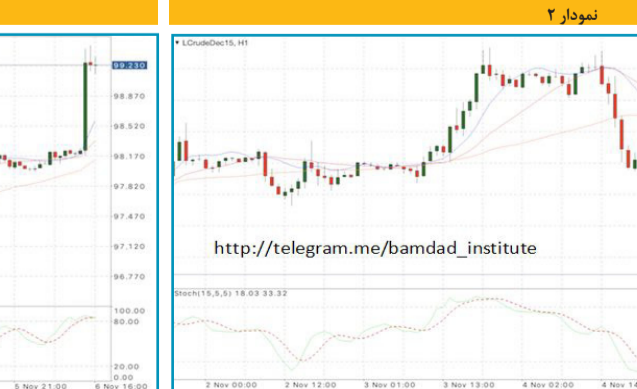 نمودار ۲
99.230
98.870
98.520
98.170
97.820
97.470
97.120
96.770
100.00
80.00
20.00
0.00
5 Nov 21:00
6 Nov 16:00
LCrudeDec15, H1
http://telegram.me/bamdad_institute
Stoch(15,5,5) 18.03 33.32
2 Nov 00:00
2 Nov 12:00
3 Nov 01:00
3 Nov 13:00
4 Nov 02:00
4 Nov 14